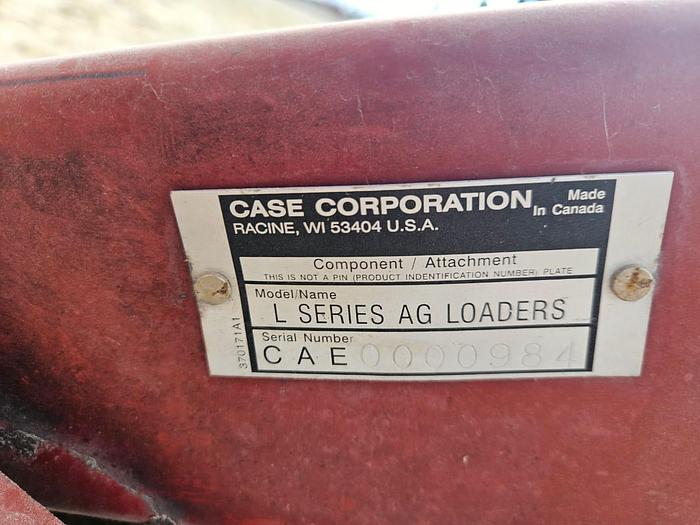 CASE CORPORATION Made In Canada
RACINE, WI 53404 U.S.A.
Component / Attachment
THIS IS NOT A PIN (PRODUCT INDENTIFICATION NUMBER) PLATE
Model/Name
L SERIES AG LOADERS
Serial Number
CAE0000984
370171A1